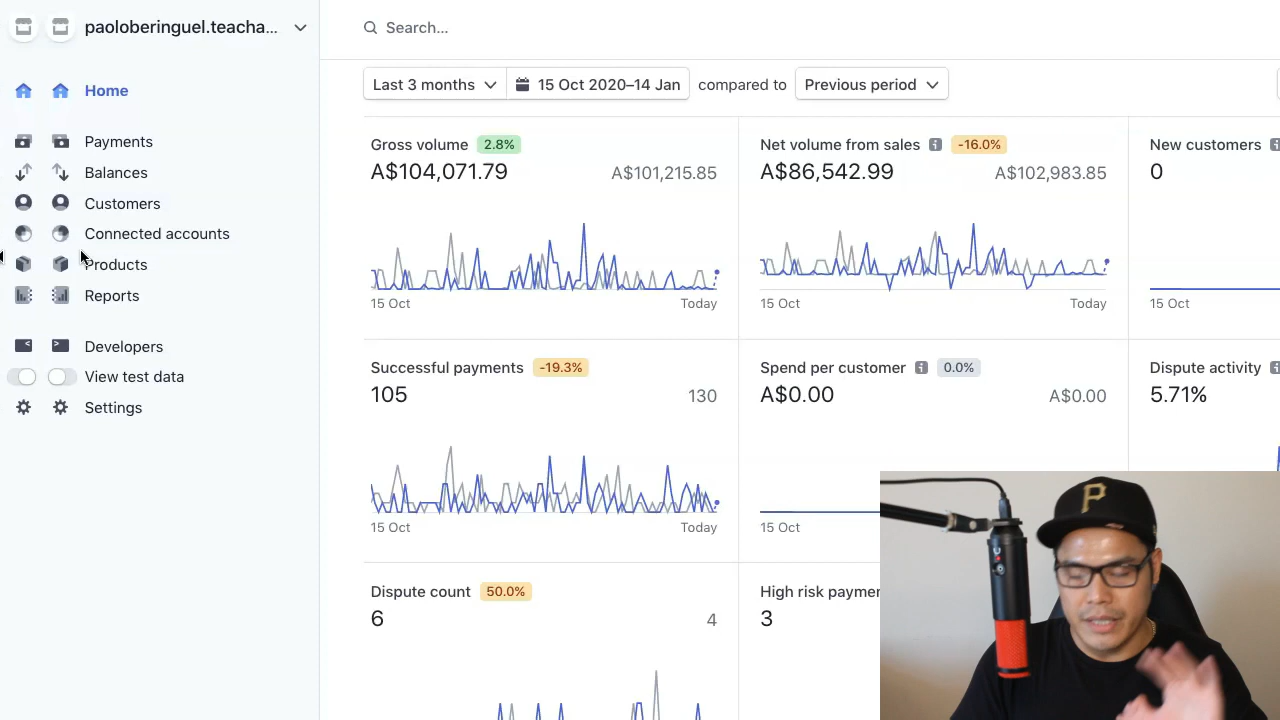 paoloberinguel.teacha...
Search...
Home
Payments
Balances
Customers
Connected accounts
Products
Reports
Developers
View test data
Settings
Last 3 months
15 Oct 2020–14 Jan
compared to
Previous period
Gross volume 2.8%
A$104,071.79 A$101,215.85
15 Oct Today
Net volume from sales -16.0%
A$86,542.99 A$102,983.85
15 Oct Today
New customers
0
15 Oct
Successful payments -19.3%
105 130
15 Oct Today
Spend per customer 0.0%
A$0.00 A$0.00
15 Oct
Dispute activity
5.71%
Dispute count 50.0%
6 4
High risk paymen
3
P